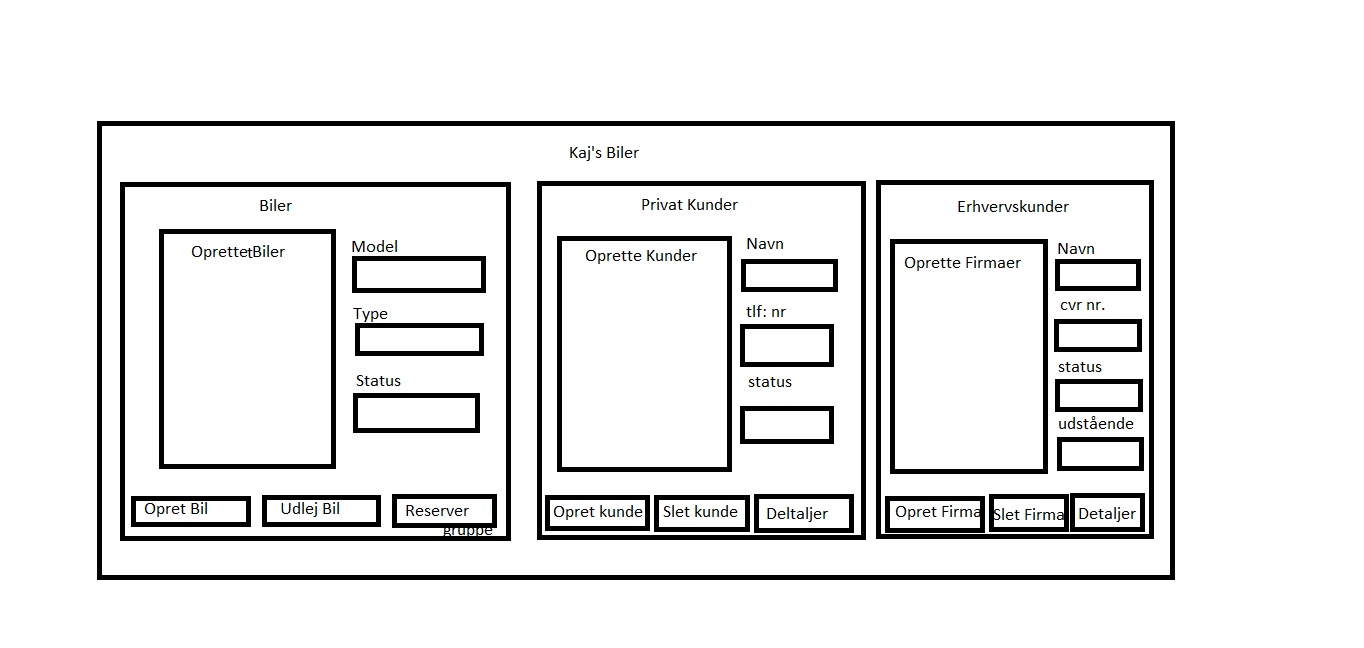 Kaj's Biler
Biler
OprettetBiler
Model
Type
Status
Opret Bil
Udlej Bil
Reserver
gruppe
Privat Kunder
Oprette Kunder
Navn
tlf: nr
status
Opret kunde
Slet kunde
Deltaljer
Erhvervskunder
Oprette Firmaer
Navn
cvr nr.
status
udstående
Opret Firma
Slet Firma
Detaljer